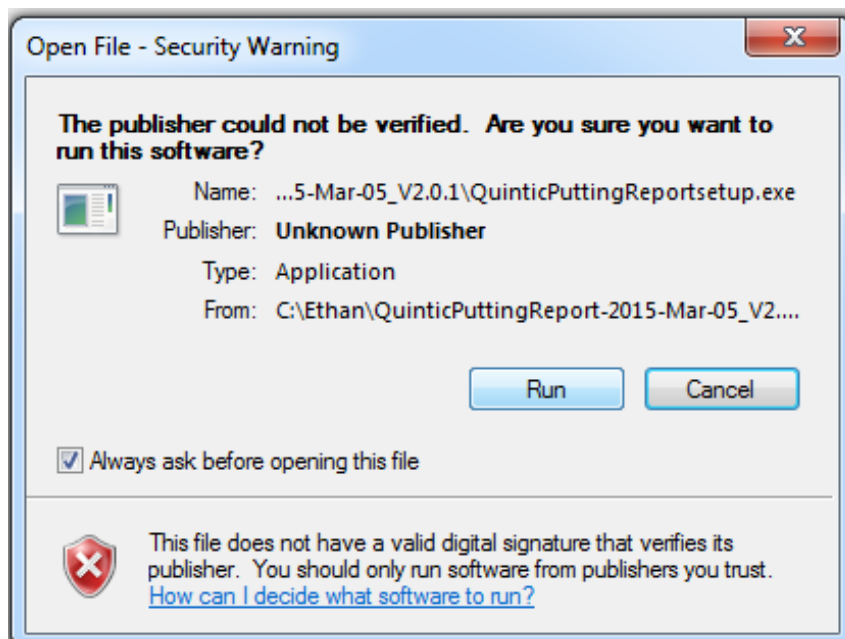 Open File - Security Warning
The publisher could not be verified.  Are you sure you want to
run this software?
Name: ...5-Mar-05_V2.0.1\QuinticPuttingReportsetup.exe
Publisher: Unknown Publisher
Type: Application
From: C:\Ethan\QuinticPuttingReport-2015-Mar-05_V2....
Run Cancel
Always ask before opening this file
This file does not have a valid digital signature that verifies its
publisher.  You should only run software from publishers you trust.
How can I decide what software to run?